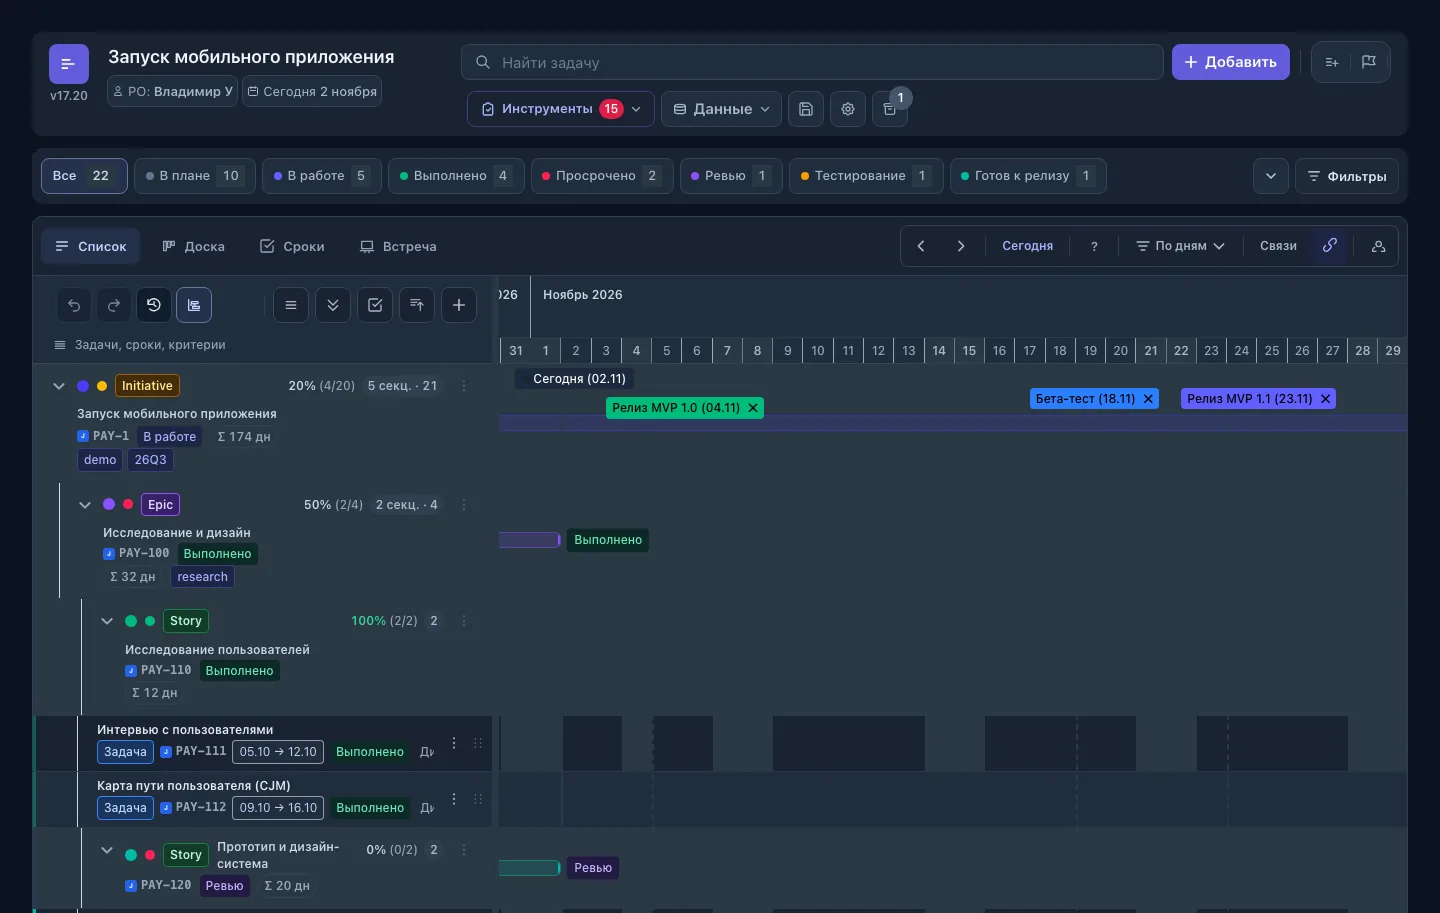 Запуск мобильного приложения
v17.20
PO: Владимир У
Сегодня 2 ноября
Найти задачу
Добавить
Инструменты 15
Данные
1
Все 22
В плане 10
В работе 5
Выполнено 4
Просрочено 2
Ревью 1
Тестирование 1
Готов к релизу 1
Фильтры
Список
Доска
Сроки
Встреча
Сегодня
?
По дням
Связи
Задачи, сроки, критерии
026
Ноябрь 2026
31 1 2 3 4 5 6 7 8 9 10 11 12 13 14 15 16 17 18 19 20 21 22 23 24 25 26 27 28 29
Initiative 20% (4/20) 5 секц. · 21
Запуск мобильного приложения
PAY-1 В работе Σ 174 дн
demo 26Q3
Сегодня (02.11)
Релиз MVP 1.0 (04.11) ✕
Бета-тест (18.11) ✕
Релиз MVP 1.1 (23.11) ✕
Epic 50% (2/4) 2 секц. · 4
Исследование и дизайн
PAY-100 Выполнено
Σ 32 дн research
Выполнено
Story 100% (2/2) 2
Исследование пользователей
PAY-110 Выполнено
Σ 12 дн
Интервью с пользователями
Задача PAY-111 05.10 → 12.10 Выполнено Ди
Карта пути пользователя (CJM)
Задача PAY-112 09.10 → 16.10 Выполнено Ди
Story Прототип и дизайн-
система
0% (0/2) 2
PAY-120 Ревью Σ 20 дн
Ревью